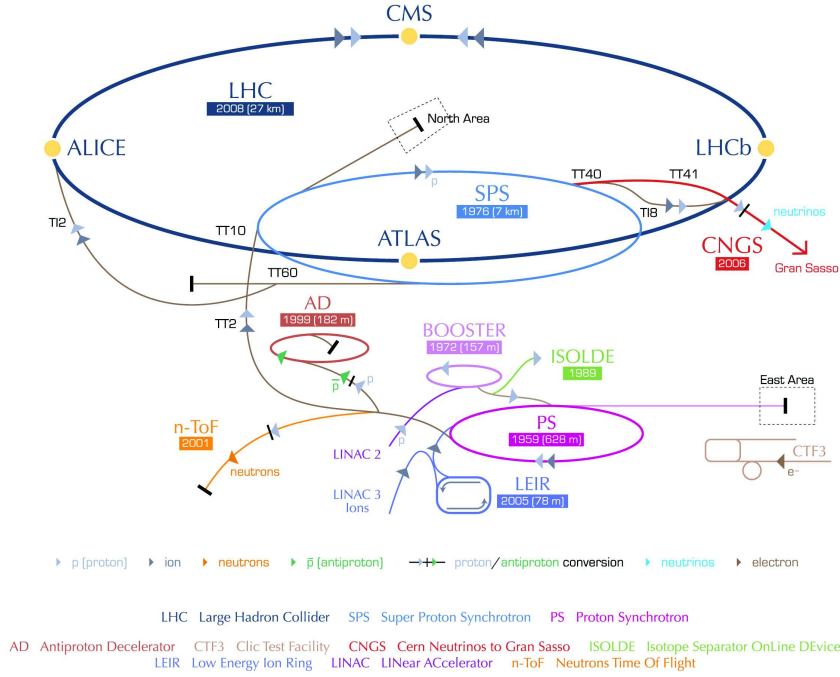 CMS
LHC
2008 (27 km)
North Area
ALICE
LHCb
TT40
TT41
SPS
1976 (7 km)
p
TI2
TI8
neutrinos
TT10
ATLAS
CNGS
2006
Gran Sasso
TT60
AD
1999 (182 m)
TT2
BOOSTER
1972 (157 m)
ISOLDE
1989
p̅
p
East Area
n-ToF
2001
PS
1959 (628 m)
p
LINAC 2
neutrons
CTF3
e–
LINAC 3
Ions
LEIR
2005 (78 m)
p (proton) ion neutrons p̅ (antiproton) proton/antiproton conversion neutrinos electron
LHC Large Hadron Collider SPS Super Proton Synchrotron PS Proton Synchrotron
AD Antiproton Decelerator CTF3 Clic Test Facility CNGS Cern Neutrinos to Gran Sasso ISOLDE Isotope Separator OnLine DEvice
LEIR Low Energy Ion Ring LINAC LINear ACcelerator n-ToF Neutrons Time Of Flight